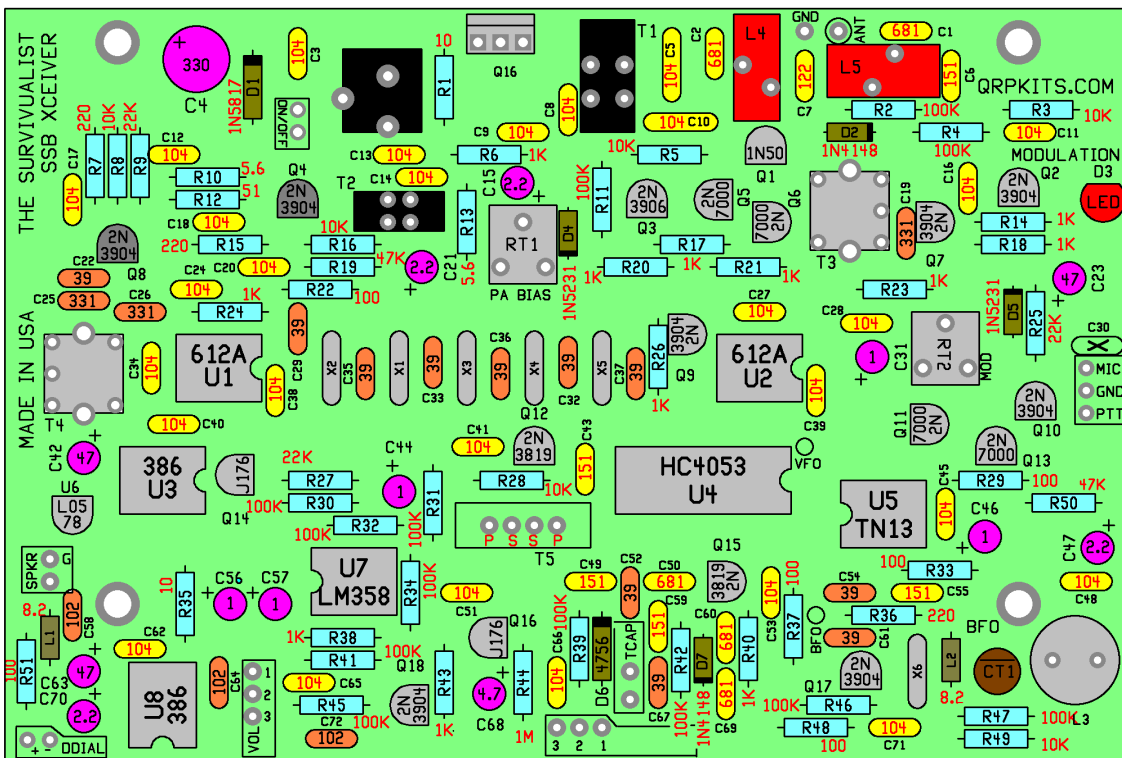 THE SURVIVUALIST
SSB XCEIVER
MADE IN USA
QRPKITS.COM
330
C4
1N5817
D1
104
C3
ON/OFF
10
R1
Q16
T1
C8
104
C5
104
C2
681
L4
GND
ANT
681
C1
L5
122
C7
151
C6
R2
100K
R3
10K
D2
1N4148
R4
100K
104
C11
C10
104
C9
104
R6
1K
10K
R5
1N50
Q1
MODULATION
Q2
D3
LED
220
10K
22K
R7
R8
R9
C12
104
C17
104
R10
5.6
R12
51
C18
104
Q4
2N
3904
C13
104
C14
104
T2
C15
2.2
R13
5.6
100K
R11
2N
3906
Q3
2N
7000
Q5
7000
2N
Q6
T3
C19
331
3904
2N
Q7
C16
104
2N
3904
R14
1K
R18
1K
2N
3904
Q8
220
R15
10K
R16
R19
47K
C20
104
2.2
C21
RT1
PA BIAS
D4
1N5231
R17
1K
R20
1K
R21
1K
R23
1K
C22
39
C25
331
C26
331
C24
104
R22
100
1K
R24
39
C29
C27
104
C28
104
1
C31
RT2
MOD
1N5231
D5
R25
22K
47
C23
C30
X
MIC
GND
PTT
T4
C34
104
612A
U1
104
C38
X2
C35
39
X1
39
C33
X3
C36
39
X4
39
C32
X5
C37
39
R26
1K
3904
2N
Q9
612A
U2
104
C39
104
C40
C42
47
U6
L05
78
386
U3
J176
Q14
22K
R27
100K
R30
R32
100K
C44
1
R31
100K
C41
104
Q12
2N
3819
C43
151
R28
10K
HC4053
U4
VFO
Q11
7000
2N
2N
3904
Q10
2N
7000
Q13
R29
100
47K
R50
U5
TN13
C45
104
C46
1
C47
2.2
104
C48
P S S P
T5
SPKR
G
8.2
L1
102
C58
10
R35
C56
1
C57
1
U7
LM358
R34
100K
104
C51
C49
151
C52
39
C50
681
Q15
3819
2N
C59
151
C60
681
104
C53
100
R37
BFO
C54
39
100
R33
151
C55
R36
220
39
C61
R51
100
C63
47
C70
2.2
+ - DDIAL
C62
104
U8
386
102
C64
VOL
1
2
3
1K
R38
100K
R41
104
C65
R45
100K
C72
102
Q18
2N
3904
R43
1K
Q16
J176
4.7
C68
R44
1M
C66
104
100K
R39
D6
4756
TCAP
39
C67
R42
100K
D7
1N4148
681
C69
R40
1K
3 2 1
2N
3904
Q17
100K
R46
R48
100
104
C71
X6
L2
8.2
BFO
CT1
L3
R47
100K
R49
10K